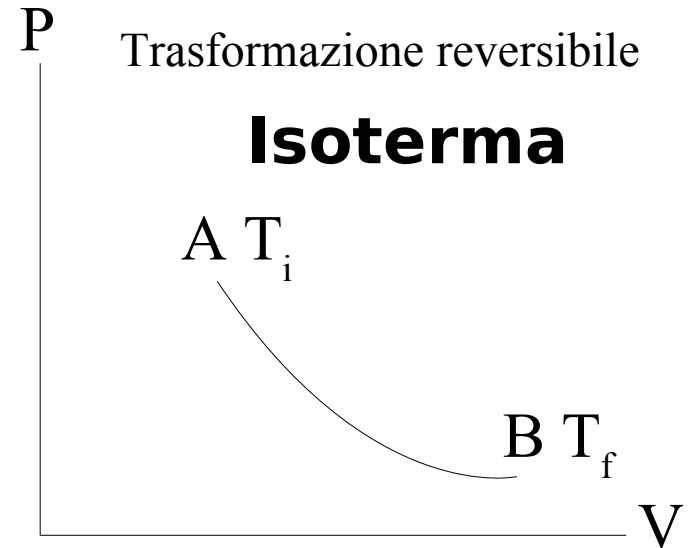 P
Trasformazione reversibile
Isoterma
A Ti
B Tf
V